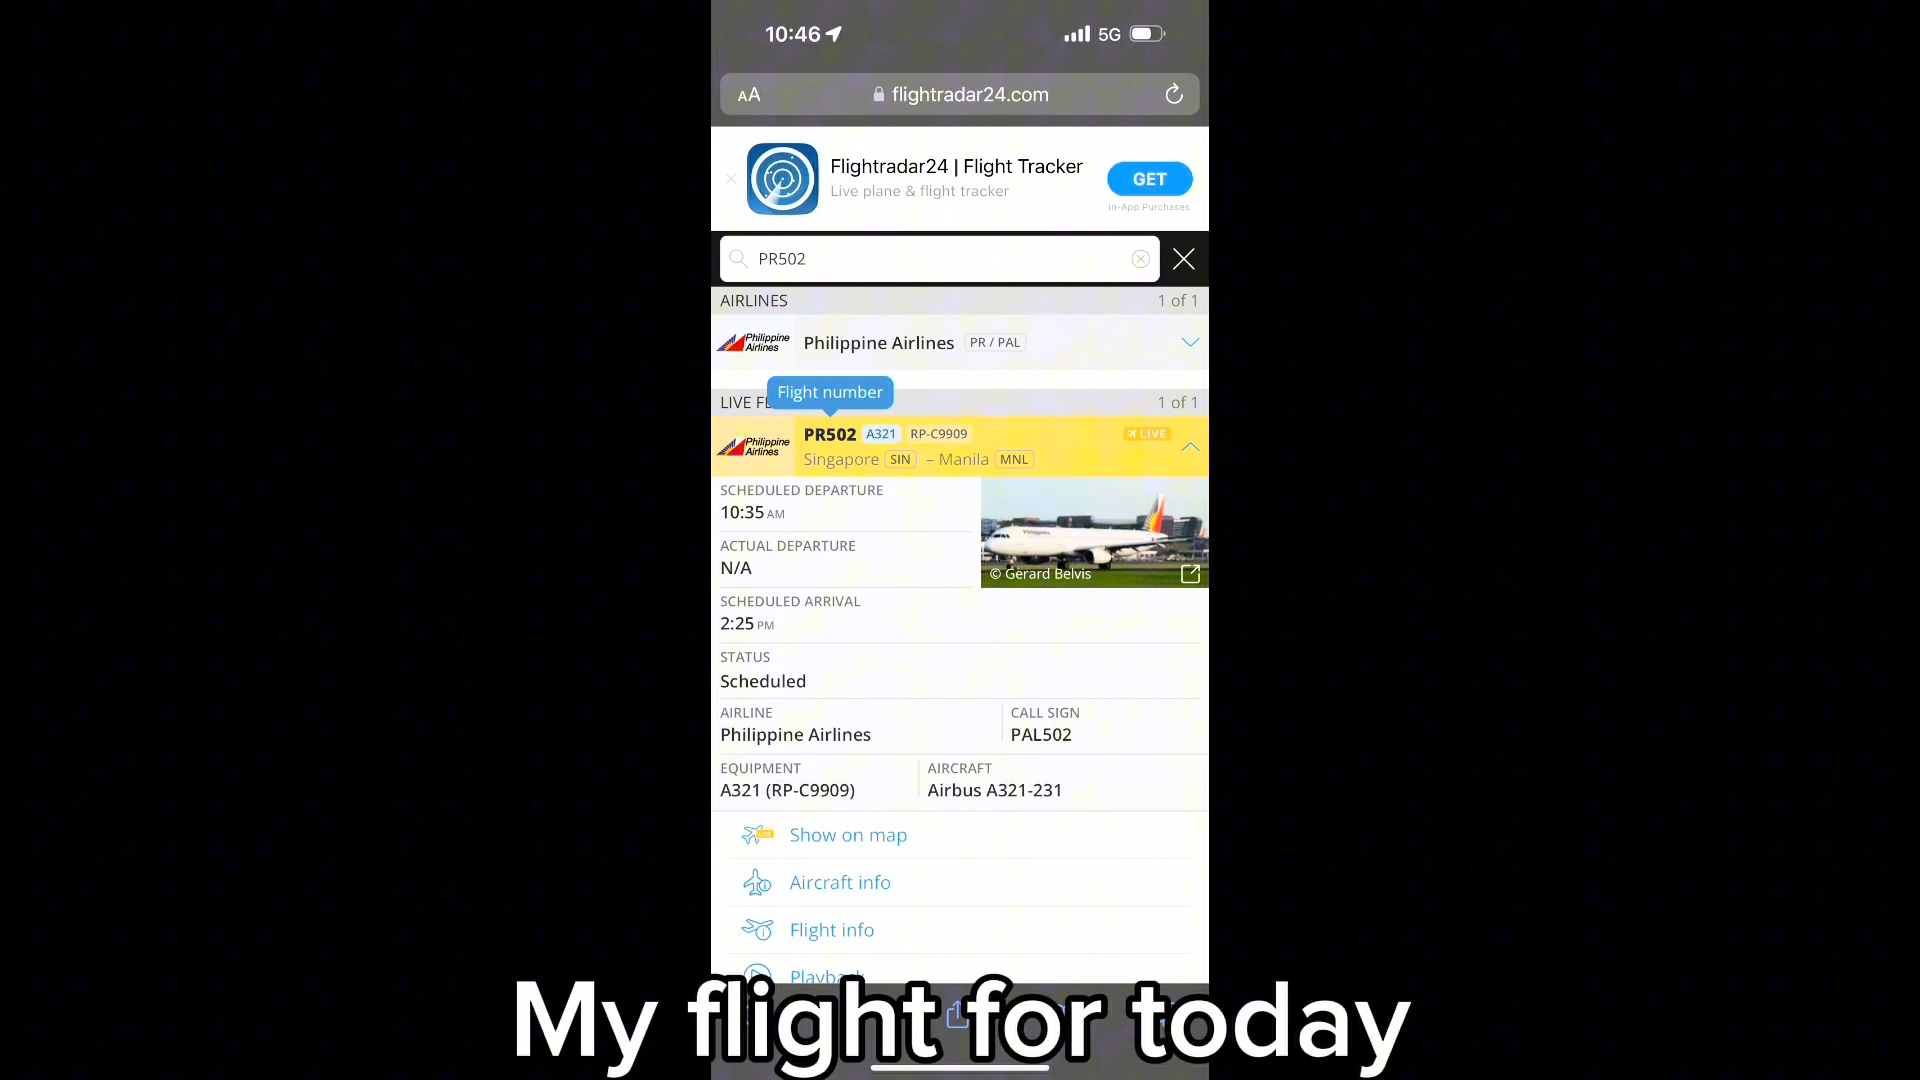 10:46
5G
AA
flightradar24.com
Flightradar24 | Flight Tracker
Live plane & flight tracker
GET
In-App Purchases
PR502
AIRLINES
1 of 1
Philippine Airlines
Philippine Airlines PR / PAL
Flight number
LIVE
1 of 1
Philippine Airlines
PR502 A321 RP-C9909
LIVE
Singapore SIN – Manila MNL
SCHEDULED DEPARTURE
10:35 AM
ACTUAL DEPARTURE
N/A
© Gerard Belvis
SCHEDULED ARRIVAL
2:25 PM
STATUS
Scheduled
AIRLINE
Philippine Airlines
CALL SIGN
PAL502
EQUIPMENT
A321 (RP-C9909)
AIRCRAFT
Airbus A321-231
Show on map
Aircraft info
Flight info
Playback
My flight for today